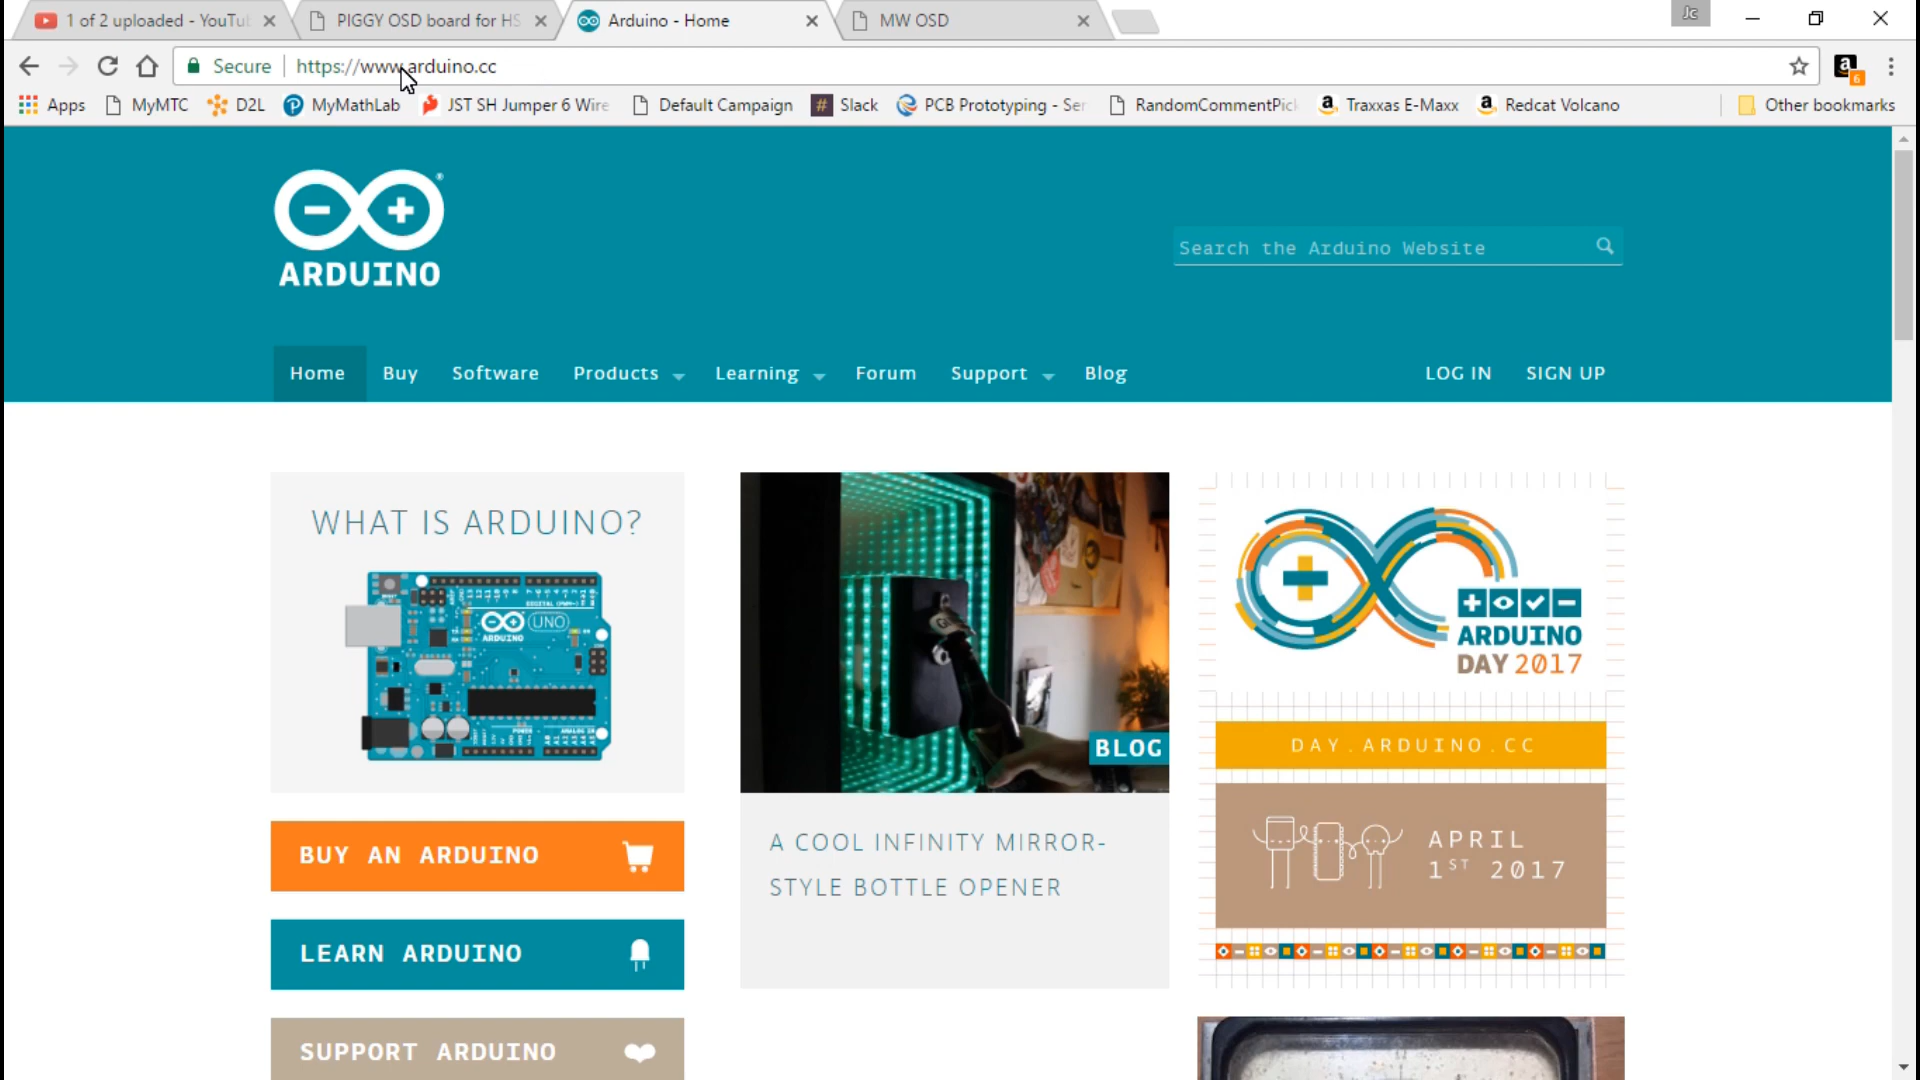 1 of 2 uploaded - YouTu
PIGGY OSD board for HS
Arduino - Home
MW OSD
Jc
Secure
https://www.arduino.cc
6
Apps
MyMTC
D2L
MyMathLab
JST SH Jumper 6 Wire
Default Campaign
Slack
PCB Prototyping - Ser
RandomCommentPick
Traxxas E-Maxx
Redcat Volcano
Other bookmarks
ARDUINO
Search the Arduino Website
Home
Buy
Software
Products
Learning
Forum
Support
Blog
LOG IN
SIGN UP
WHAT IS ARDUINO?
UNO
ARDUINO
BUY AN ARDUINO
LEARN ARDUINO
SUPPORT ARDUINO
BLOG
A COOL INFINITY MIRROR-
STYLE BOTTLE OPENER
ARDUINO
DAY 2017
DAY.ARDUINO.CC
APRIL
1ST 2017